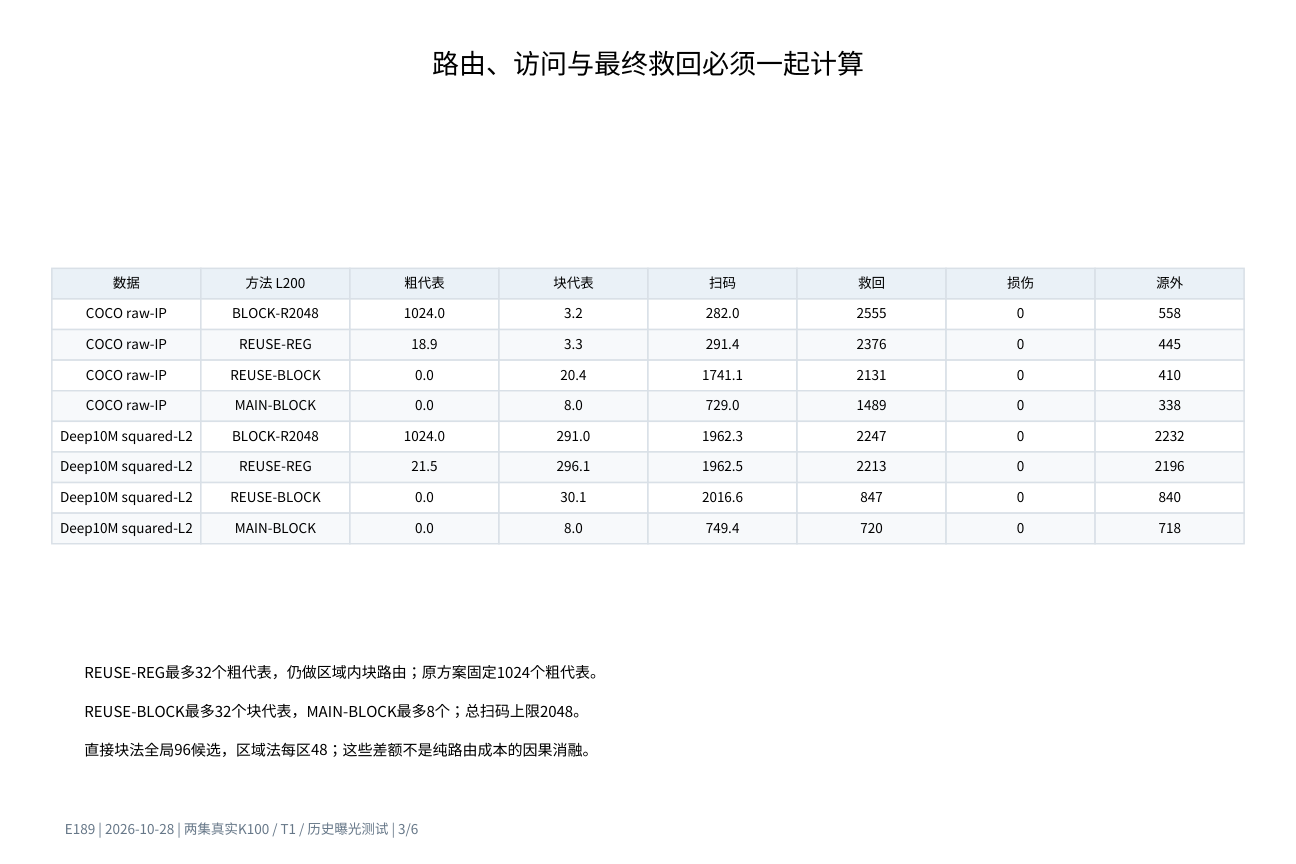 路由、访问与最终救回必须一起计算
数据 方法 L200 粗代表 块代表 扫码 救回 损伤 源外
COCO raw-IP BLOCK-R2048 1024.0 3.2 282.0 2555 0 558
COCO raw-IP REUSE-REG 18.9 3.3 291.4 2376 0 445
COCO raw-IP REUSE-BLOCK 0.0 20.4 1741.1 2131 0 410
COCO raw-IP MAIN-BLOCK 0.0 8.0 729.0 1489 0 338
Deep10M squared-L2 BLOCK-R2048 1024.0 291.0 1962.3 2247 0 2232
Deep10M squared-L2 REUSE-REG 21.5 296.1 1962.5 2213 0 2196
Deep10M squared-L2 REUSE-BLOCK 0.0 30.1 2016.6 847 0 840
Deep10M squared-L2 MAIN-BLOCK 0.0 8.0 749.4 720 0 718
REUSE-REG最多32个粗代表，仍做区域内块路由；原方案固定1024个粗代表。
REUSE-BLOCK最多32个块代表，MAIN-BLOCK最多8个；总扫码上限2048。
直接块法全局96候选，区域法每区48；这些差额不是纯路由成本的因果消融。
E189 | 2026-10-28 | 两集真实K100 / T1 / 历史曝光测试 | 3/6